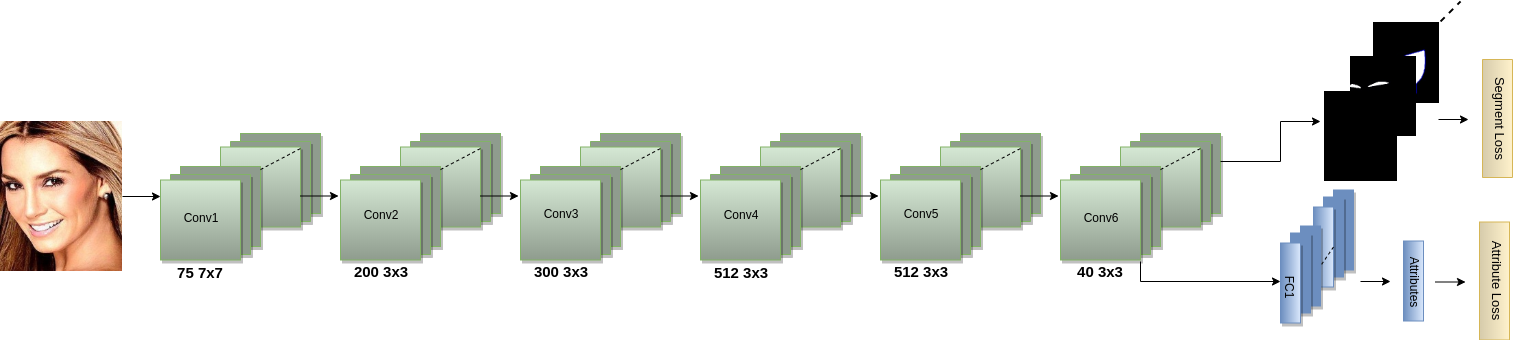 Conv1
75 7x7
Conv2
200 3x3
Conv3
300 3x3
Conv4
512 3x3
Conv5
512 3x3
Conv6
40 3x3
Segment Loss
FC1
Attributes
Attribute Loss